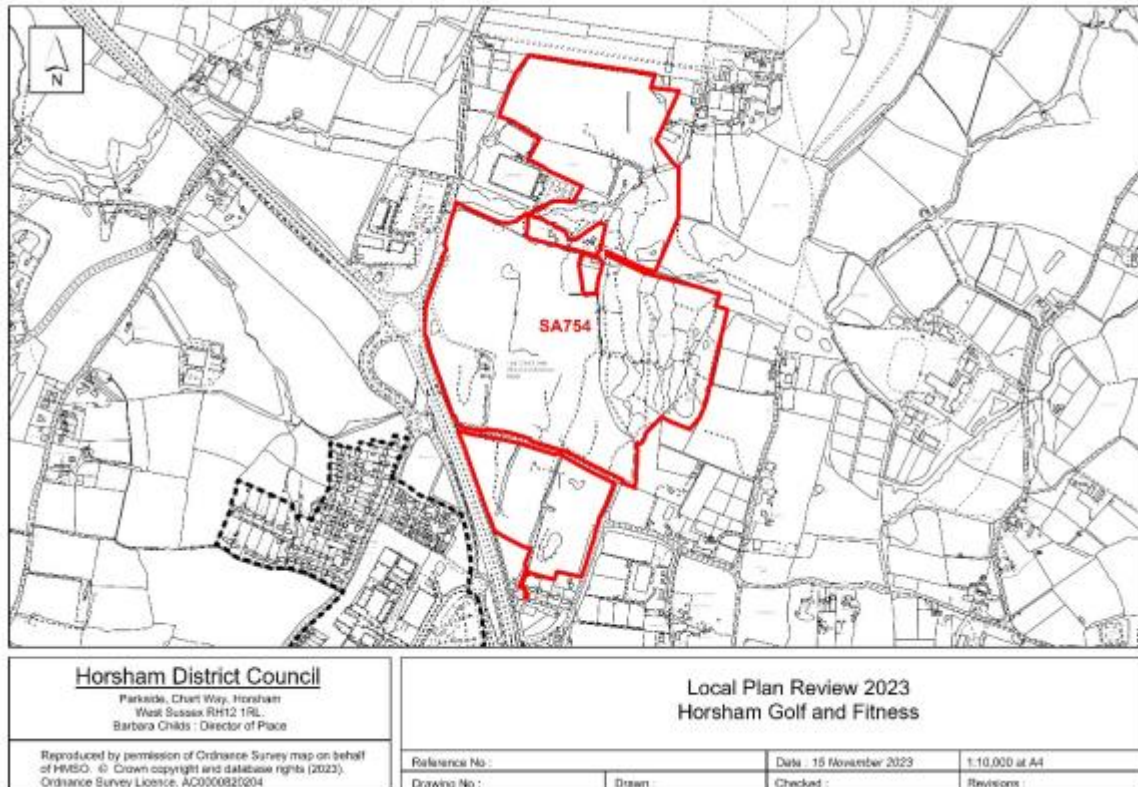 N
SA754
Horsham District Council
Parkside, Chart Way, Horsham
West Sussex RH12 1RL.
Barbara Childs : Director of Place
Reproduced by permission of Ordnance Survey map on behalf
of HMSO. © Crown copyright and database rights (2023).
Ordnance Survey Licence. AC0000820204
Local Plan Review 2023
Horsham Golf and Fitness
Reference No :
Date : 15 November 2023
1:10,000 at A4
Drawing No :
Drawn :
Checked :
Revisions :